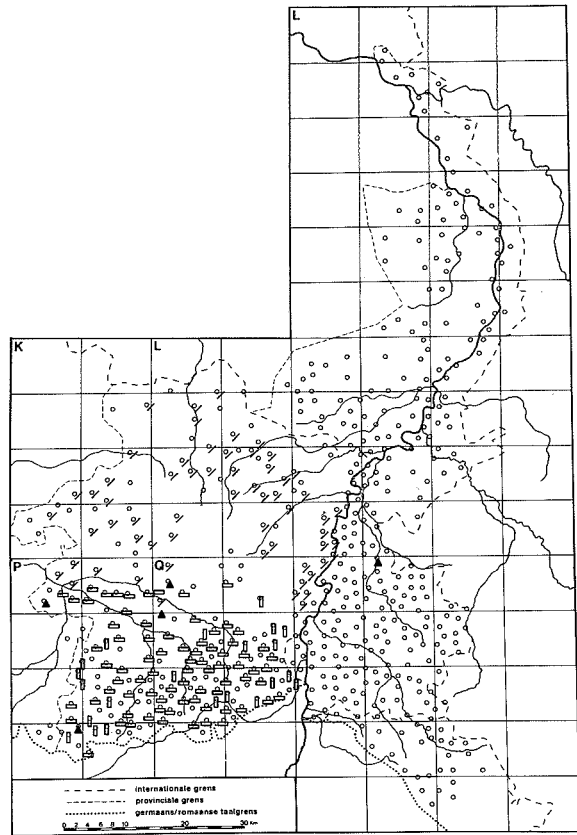 L
K L
P Q
internationale grens
provinciale grens
germaans/romaanse taalgrens
0 2 4 6 8 10 20 30 Km